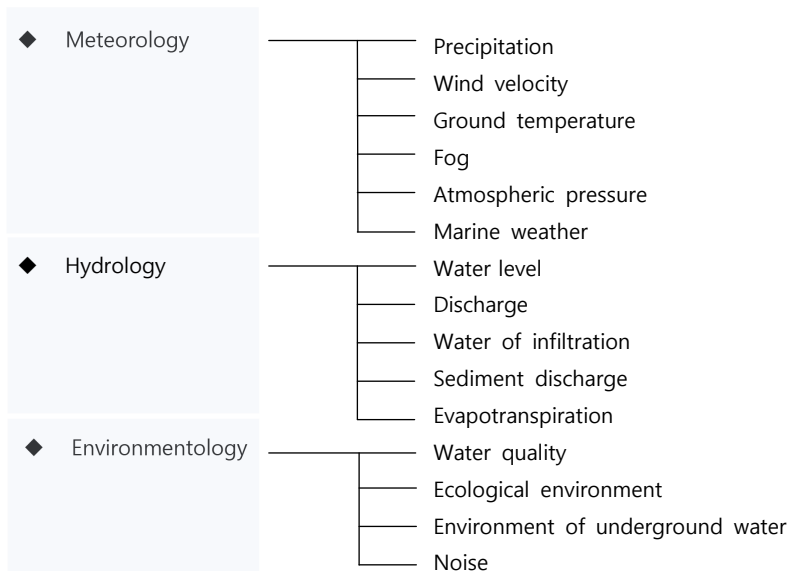 ◆ Meteorology
Precipitation
Wind velocity
Ground temperature
Fog
Atmospheric pressure
Marine weather
◆ Hydrology
Water level
Discharge
Water of infiltration
Sediment discharge
Evapotranspiration
◆ Environmentology
Water quality
Ecological environment
Environment of underground water
Noise